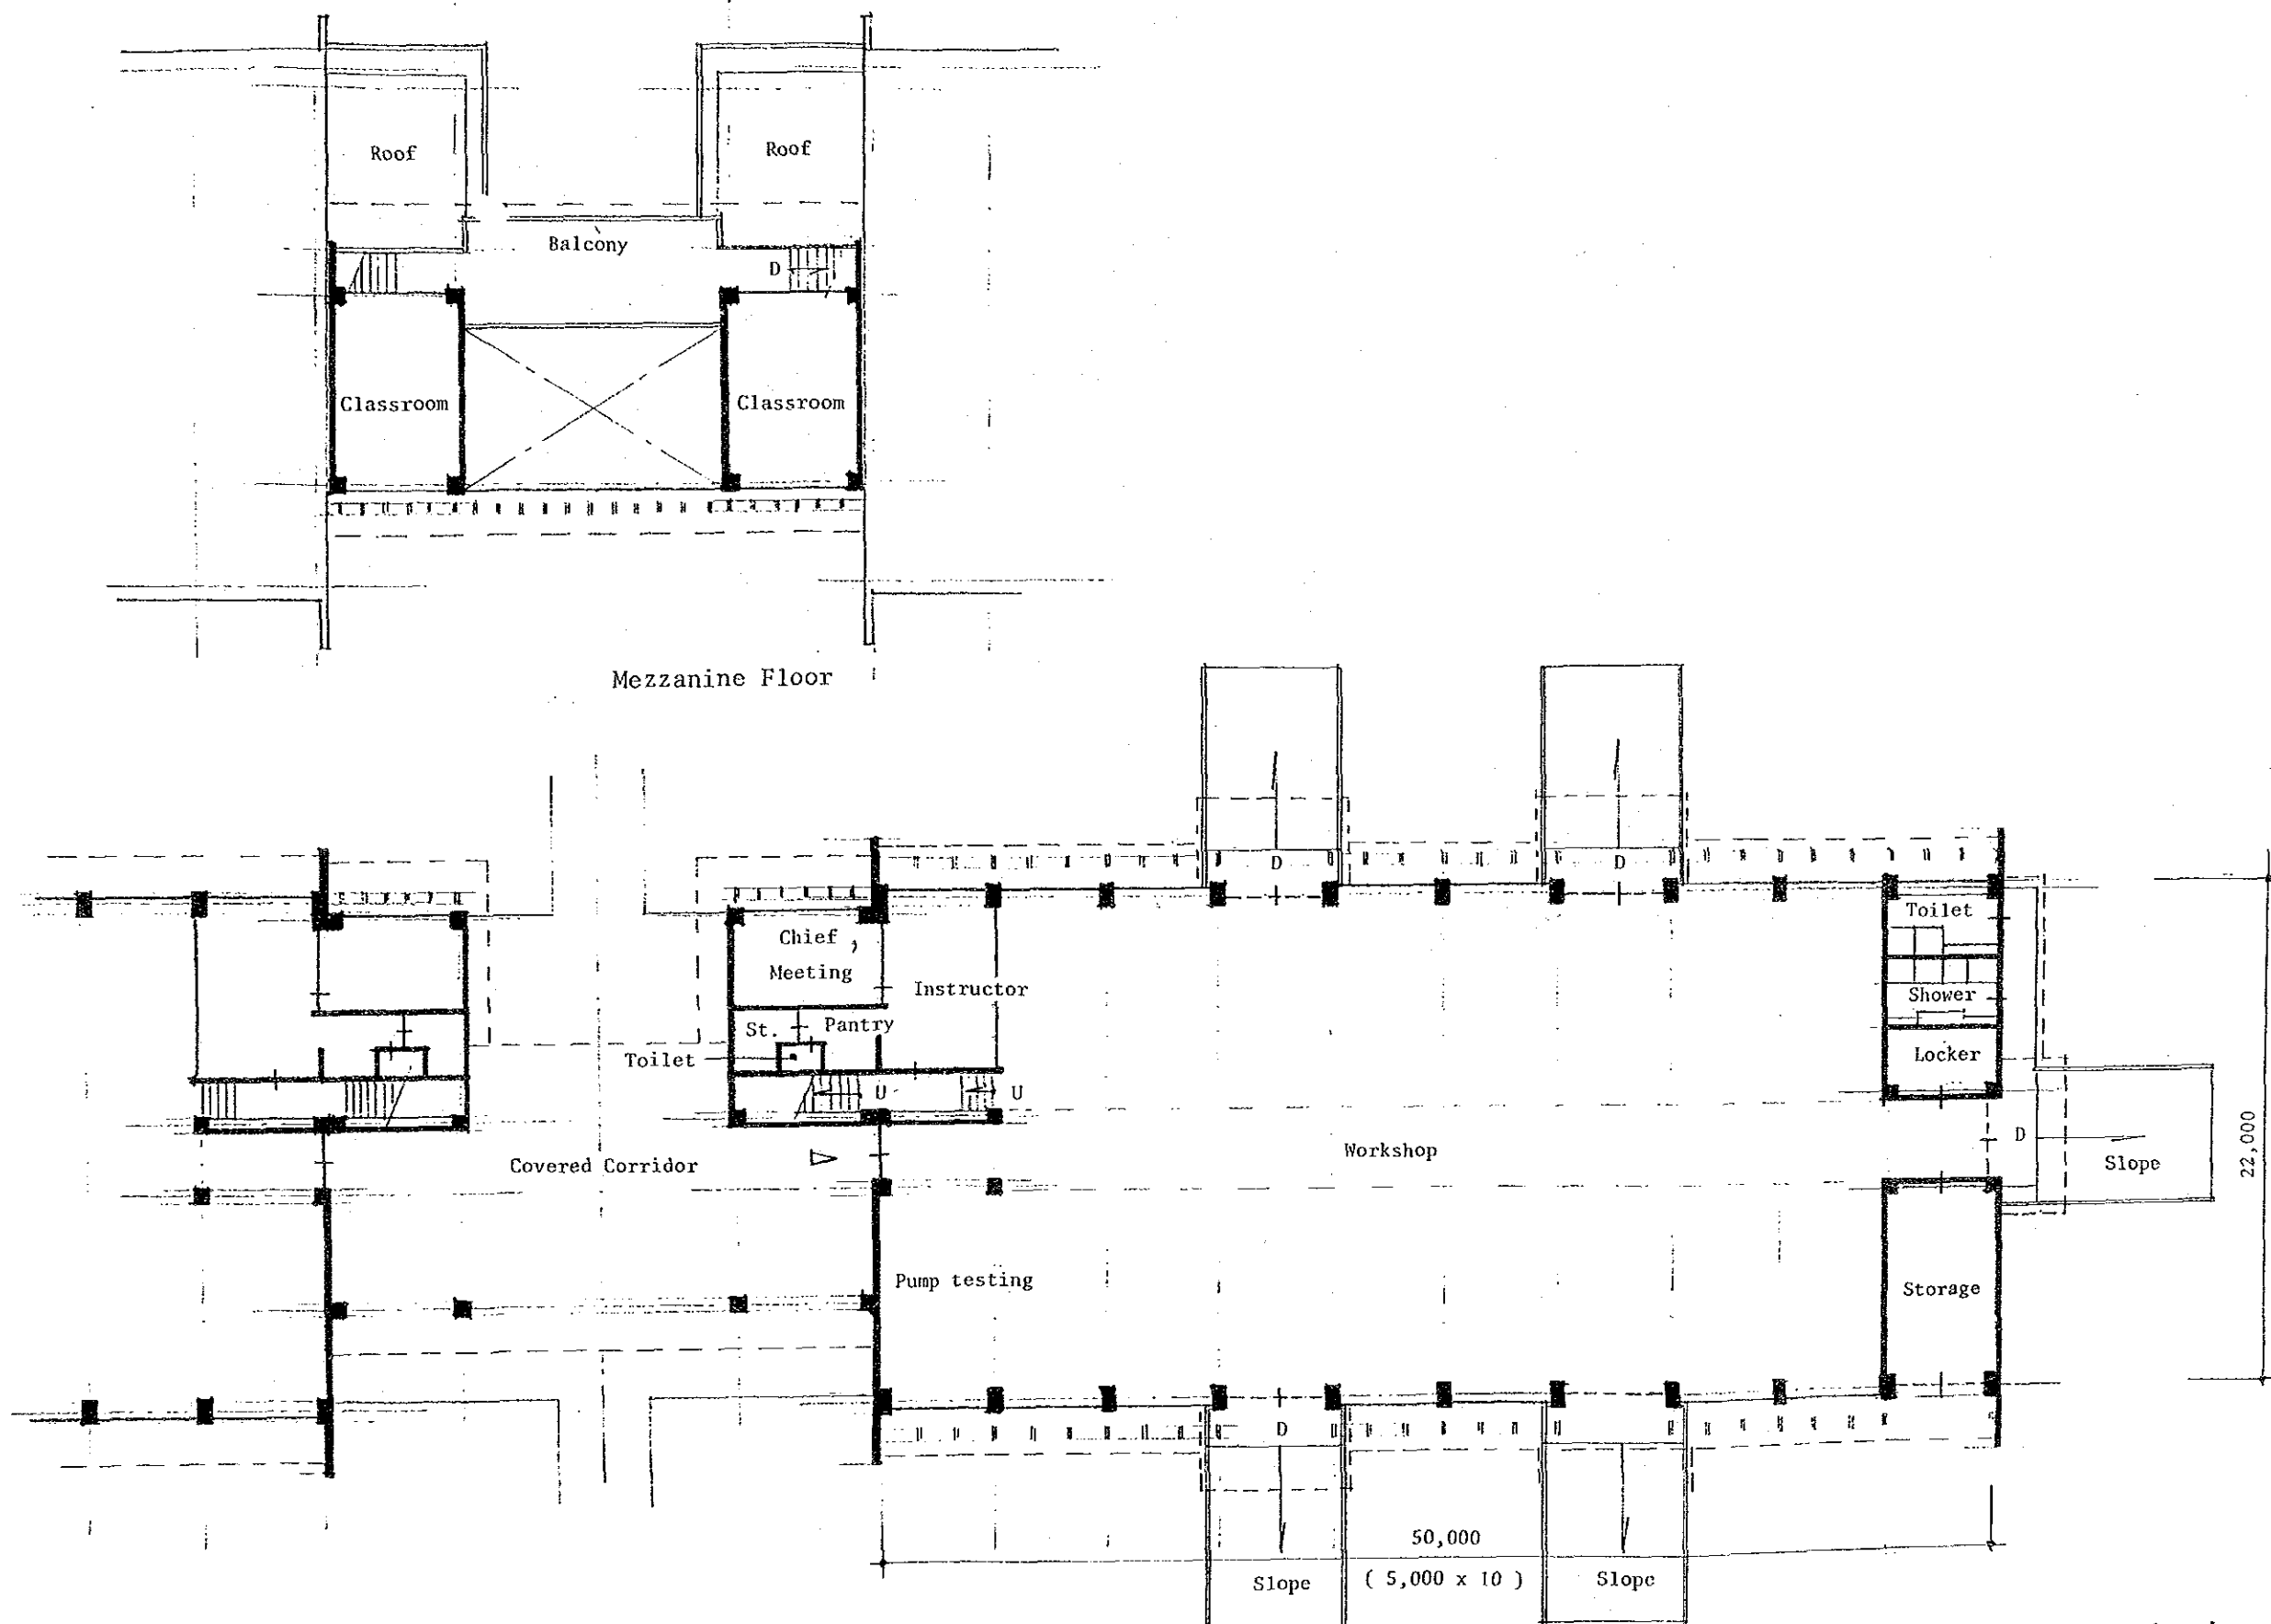 Roof
Roof
Balcony
D
Classroom
Classroom
Mezzanine Floor
D
D
Toilet
Chief ,
Meeting
Instructor
Shower
St.
Pantry
Toilet
Locker
U
U
Covered Corridor
Workshop
D
Slope
22,000
Pump testing
Storage
D
50,000
Slope
( 5,000 x 10 )
Slope